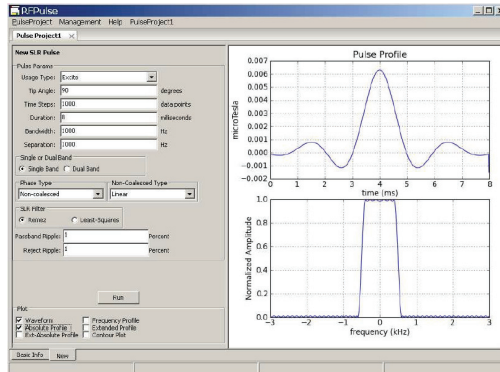 RFPulse
PulseProject Management Help PulseProject1
Pulse Project1
New SLR Pulse
Pulse Params
Usage Type: Excite
Tip Angle: 90 degrees
Time Steps: 1000 data points
Duration: 8 milliseconds
Bandwidth: 1000 Hz
Separation: 1000 Hz
Single or Dual Band
Single Band Dual Band
Phase Type
Non-coalesced
Non-Coalesced Type
Linear
SLR Filter
Remez Least-Squares
Passband Ripple: 1 Percent
Reject Ripple: 1 Percent
Run
Plot
Waveform Frequency Profile
Absolute Profile Extended Profile
Ext-Absolute Profile Contour Plot
Basic Info New
Pulse Profile
microTesla
0.007
0.006
0.005
0.004
0.003
0.002
0.001
0.000
−0.001
−0.002
0 1 2 3 4 5 6 7 8
time (ms)
Normalized Amplitude
1.0
0.8
0.6
0.4
0.2
0.0
−3 −2 −1 0 1 2 3
frequency (kHz)